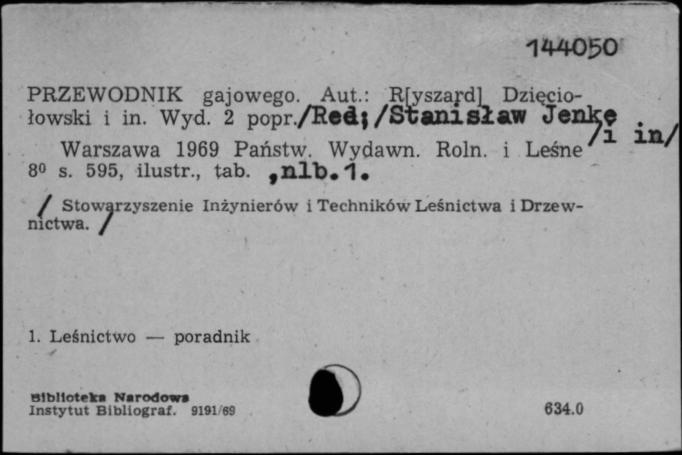 144050
PRZEWODNIK gajowego. Aut.: R[yszard] Dzięcio-
łowski i in. Wyd. 2 popr./Red;/Stanisław Jenke
/i in/
Warszawa 1969 Państw. Wydawn. Roln. i Leśne
8⁰ s. 595, ilustr., tab. ,nlb.1.
/ Stowarzyszenie Inżynierów i Techników Leśnictwa i Drzew-
nictwa. /
1. Leśnictwo — poradnik
Biblioteka Narodowa
Instytut Bibliograf. 9191/69
634.0